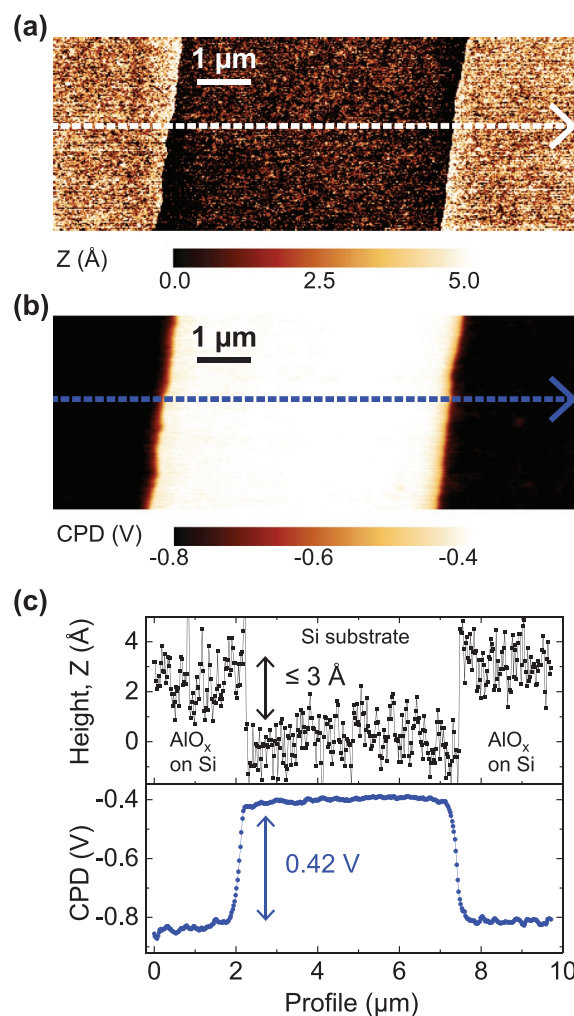 (a)
1 µm
Z (Å)
0.0 2.5 5.0
(b)
1 µm
CPD (V)
-0.8 -0.6 -0.4
(c)
Height, Z (Å)
4
2
0
Si substrate
≤ 3 Å
AlOₓ
on Si
AlOₓ
on Si
CPD (V)
-0.4
-0.6
-0.8
0.42 V
0 2 4 6 8 10
Profile (µm)